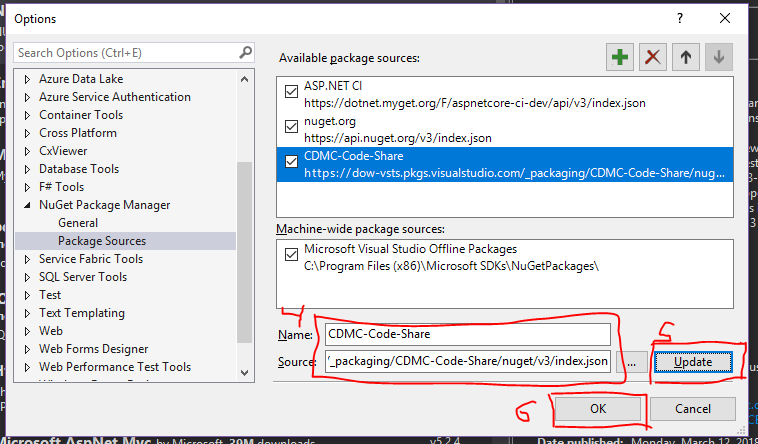 Options
Search Options (Ctrl+E)
Azure Data Lake
Azure Service Authentication
Container Tools
Cross Platform
CxViewer
Database Tools
F# Tools
NuGet Package Manager
General
Package Sources
Service Fabric Tools
SQL Server Tools
Test
Text Templating
Web
Web Forms Designer
Web Performance Test Tools
Available package sources:
ASP.NET CI
https://dotnet.myget.org/F/aspnetcore-ci-dev/api/v3/index.json
nuget.org
https://api.nuget.org/v3/index.json
CDMC-Code-Share
https://dow-vsts.pkgs.visualstudio.com/_packaging/CDMC-Code-Share/nug...
Machine-wide package sources:
Microsoft Visual Studio Offline Packages
C:\Program Files (x86)\Microsoft SDKs\NuGetPackages\
4
Name: CDMC-Code-Share
5
Source: /_packaging/CDMC-Code-Share/nuget/v3/index.json ... Update
6 OK Cancel
Microsoft.AspNet.Mvc by Microsoft, 39M downloads v5.2.4
Date published: Monday, March 12, 2018